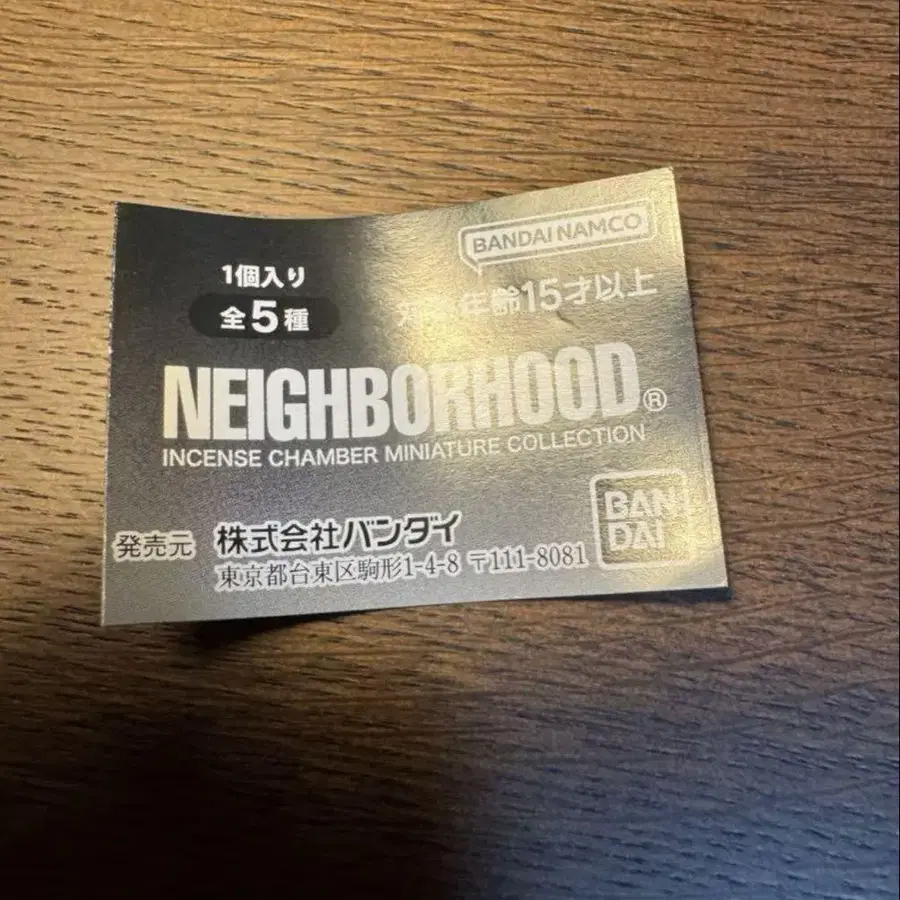 BANDAI NAMCO
1個入り
全5種
対象年齢15才以上
NEIGHBORHOOD®
INCENSE CHAMBER MINIATURE COLLECTION
発売元 株式会社バンダイ
東京都台東区駒形1-4-8 〒111-8081
BAN
DAI